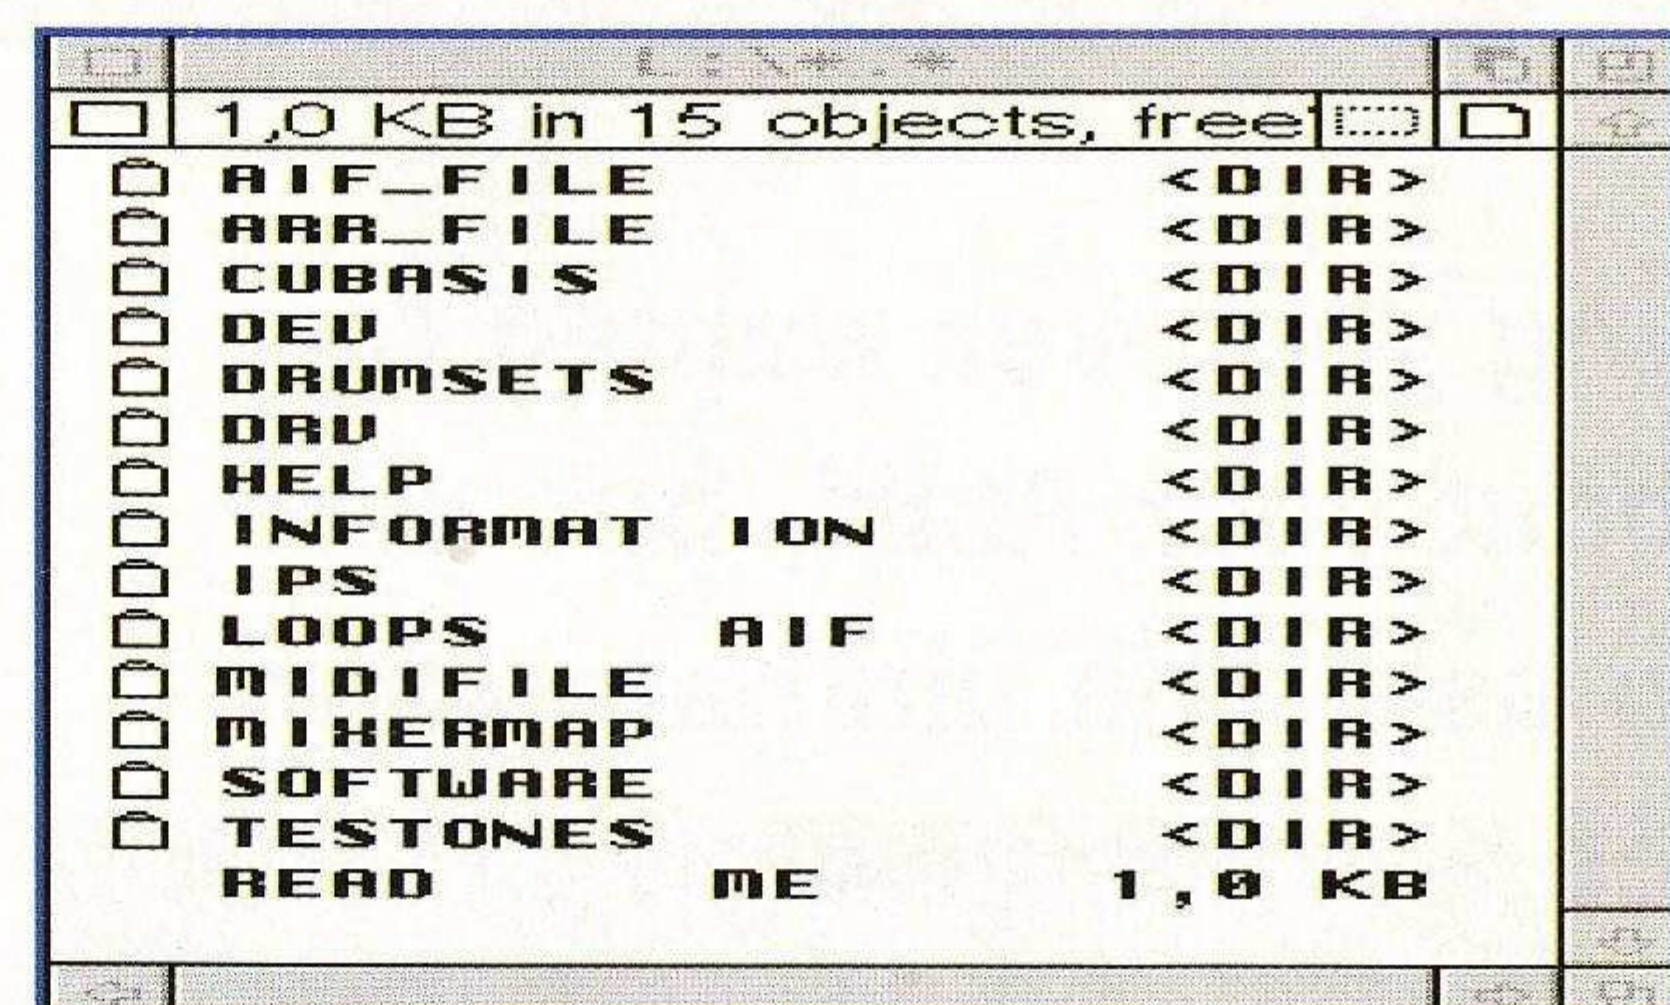 L:\*.*
1,0 KB in 15 objects, free
AIF_FILE <DIR>
ARR_FILE <DIR>
CUBASIS <DIR>
DEV <DIR>
DRUMSETS <DIR>
DRV <DIR>
HELP <DIR>
INFORMAT ION <DIR>
IPS <DIR>
LOOPS AIF <DIR>
MIDIFILE <DIR>
MIXERMAP <DIR>
SOFTWARE <DIR>
TESTONES <DIR>
READ ME 1,0 KB